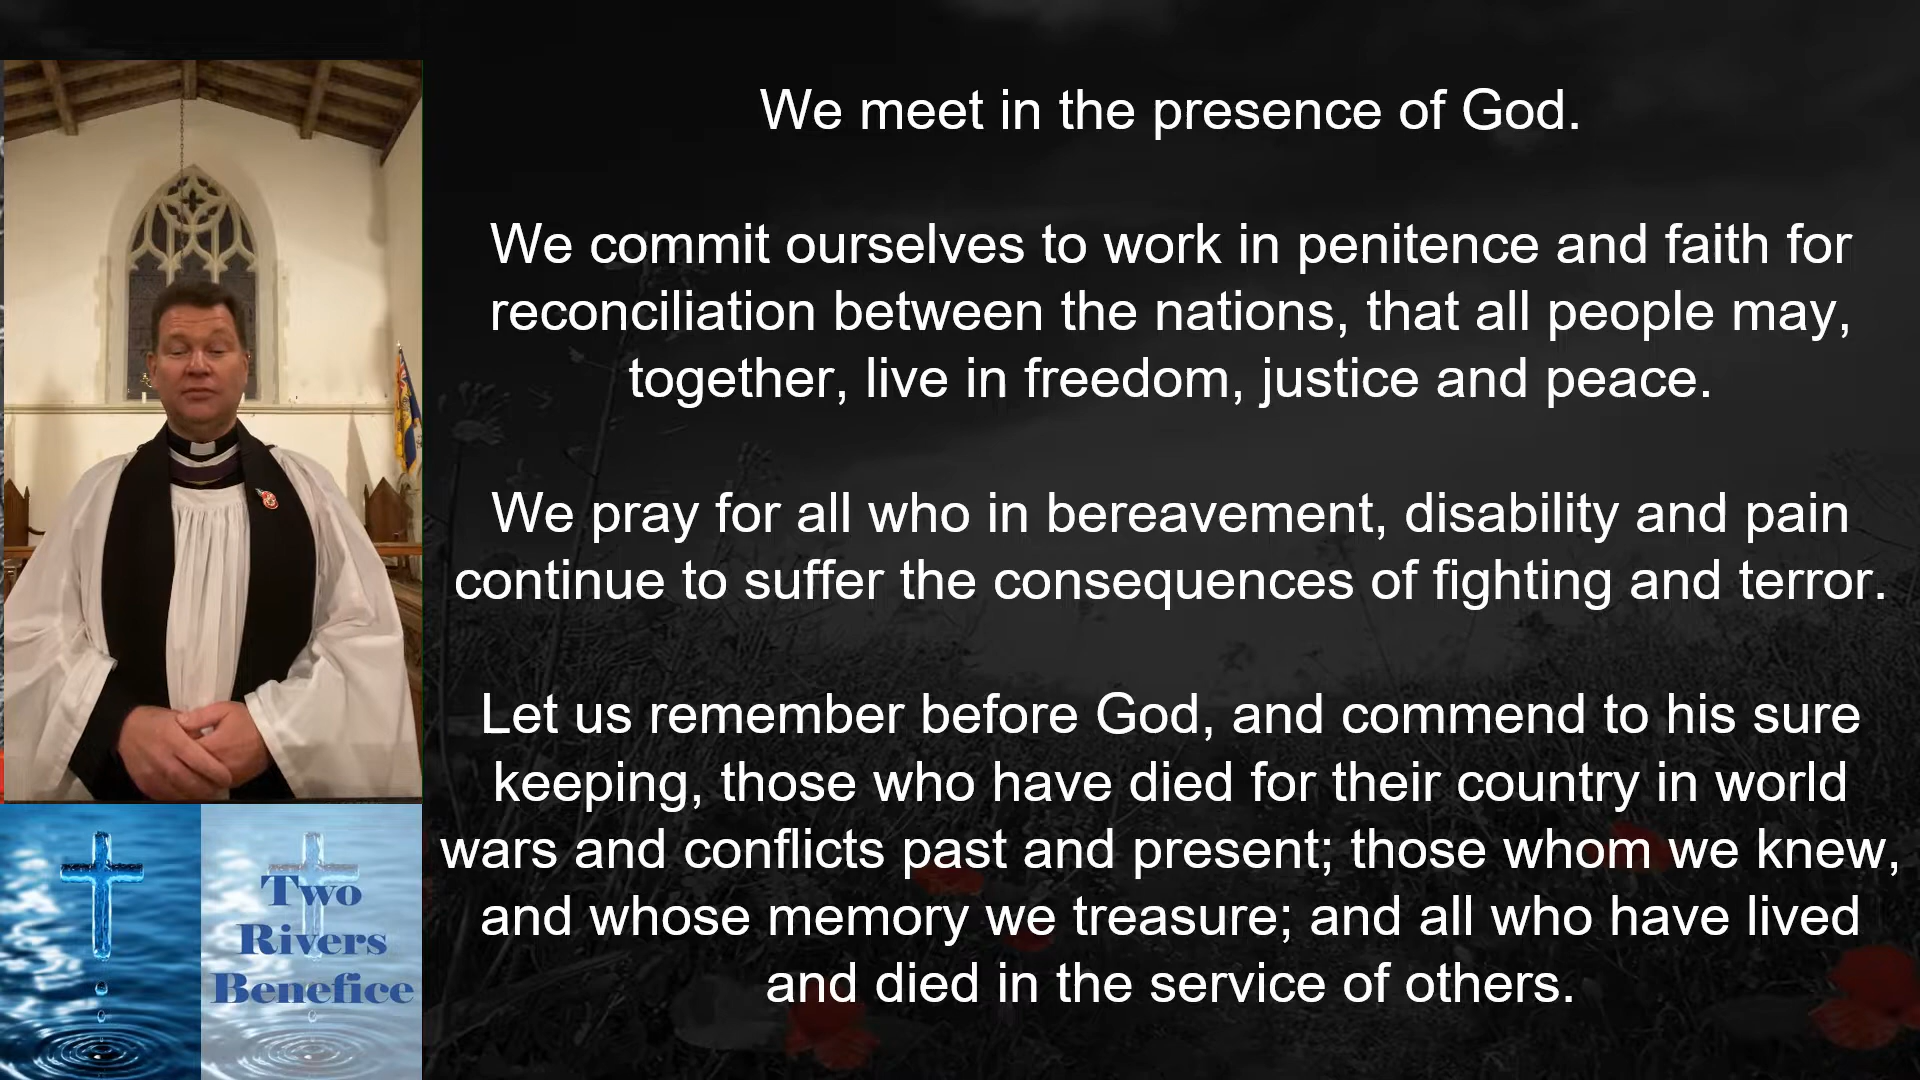 We meet in the presence of God.
We commit ourselves to work in penitence and faith for
reconciliation between the nations, that all people may,
together, live in freedom, justice and peace.
We pray for all who in bereavement, disability and pain
continue to suffer the consequences of fighting and terror.
Let us remember before God, and commend to his sure
keeping, those who have died for their country in world
wars and conflicts past and present; those whom we knew,
and whose memory we treasure; and all who have lived
and died in the service of others.
Two
Rivers
Benefice